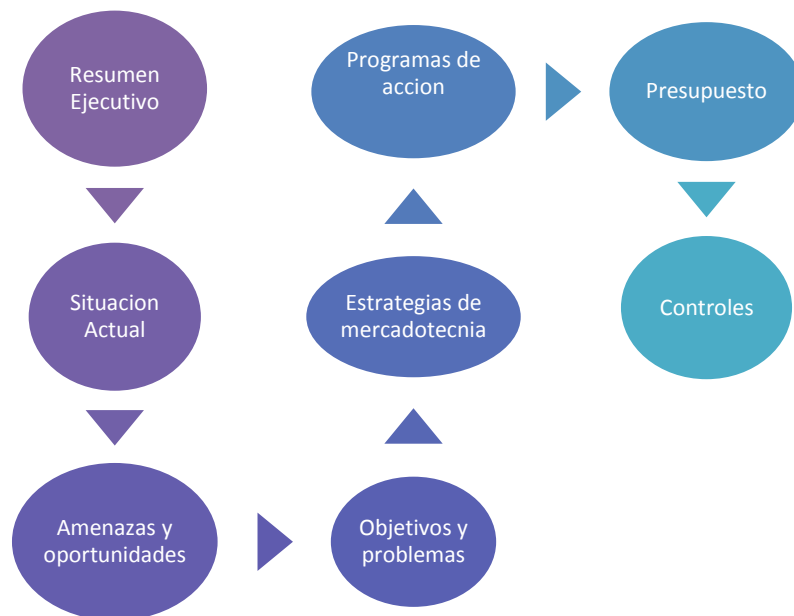 Resumen
Ejecutivo
Situacion
Actual
Amenazas y
oportunidades
Objetivos y
problemas
Estrategias de
mercadotecnia
Programas de
accion
Presupuesto
Controles